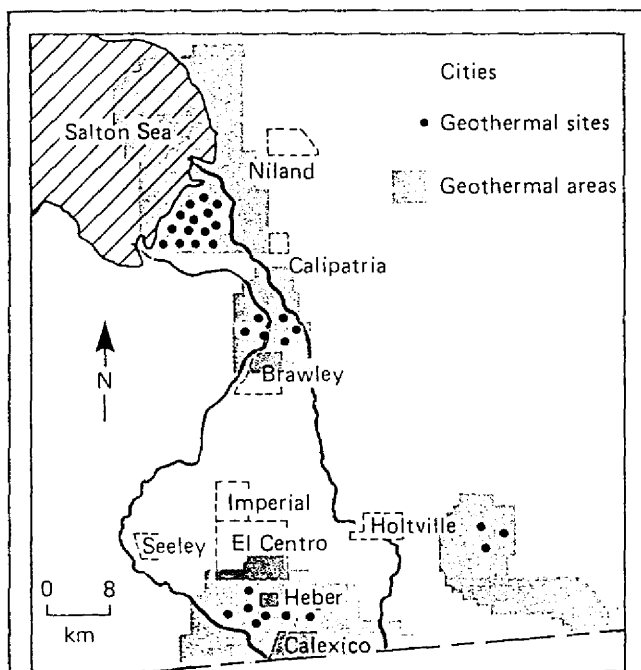 Cities
Salton Sea
Geothermal sites
Niland
Geothermal areas
Calipatria
N
Brawley
Imperial
Holtville
Seeley
El Centro
0 8
Heber
km
Calexico